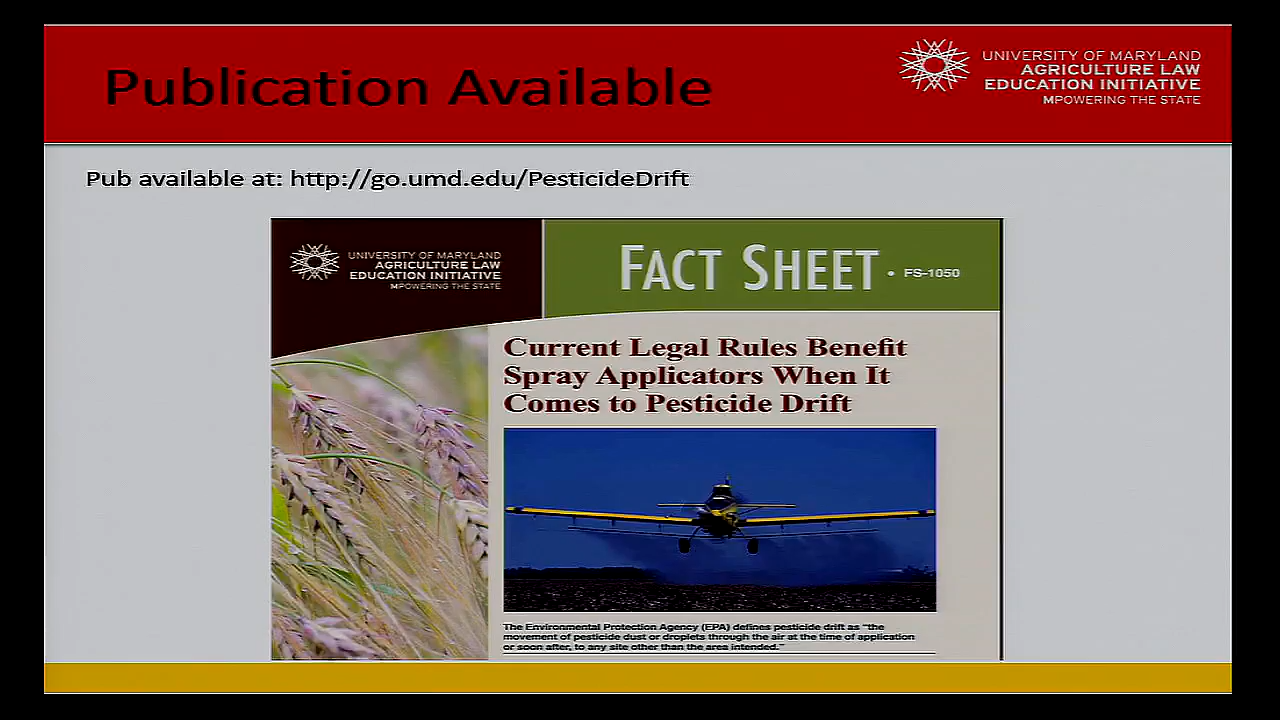 Publication Available
UNIVERSITY OF MARYLAND
AGRICULTURE LAW
EDUCATION INITIATIVE
MPOWERING THE STATE
Pub available at: http://go.umd.edu/PesticideDrift
UNIVERSITY OF MARYLAND
AGRICULTURE LAW
EDUCATION INITIATIVE
MPOWERING THE STATE
FACT SHEET • FS-1050
Current Legal Rules Benefit
Spray Applicators When It
Comes to Pesticide Drift
The Environmental Protection Agency (EPA) defines pesticide drift as "the
movement of pesticide dust or droplets through the air at the time of application
or soon after, to any site other than the area intended."